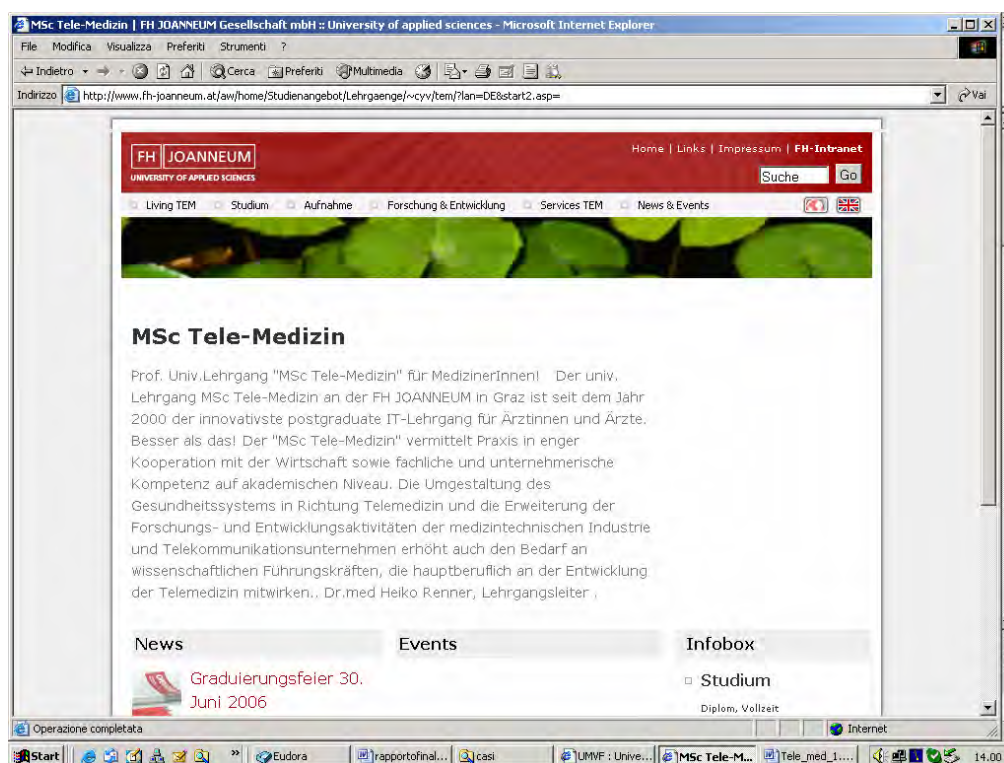 MSc Tele-Medizin | FH JOANNEUM Gesellschaft mbH :: University of applied sciences - Microsoft Internet Explorer
File Modifica Visualizza Preferiti Strumenti ?
Indietro Cerca Preferiti Multimedia
Indirizzo http://www.fh-joanneum.at/aw/home/Studienangebot/Lehrgaenge/~cyv/tem/?lan=DE&start2.asp= Vai
Home | Links | Impressum | FH-Intranet
FH JOANNEUM
UNIVERSITY OF APPLIED SCIENCES
Suche Go
Living TEM Studium Aufnahme Forschung & Entwicklung Services TEM News & Events
MSc Tele-Medizin
Prof. Univ.Lehrgang "MSc Tele-Medizin" für MedizinerInnen! Der univ.
Lehrgang MSc Tele-Medizin an der FH JOANNEUM in Graz ist seit dem Jahr
2000 der innovativste postgraduate IT-Lehrgang für Ärztinnen und Ärzte.
Besser als das! Der "MSc Tele-Medizin" vermittelt Praxis in enger
Kooperation mit der Wirtschaft sowie fachliche und unternehmerische
Kompetenz auf akademischen Niveau. Die Umgestaltung des
Gesundheitssystems in Richtung Telemedizin und die Erweiterung der
Forschungs- und Entwicklungsaktivitäten der medizintechnischen Industrie
und Telekommunikationsunternehmen erhöht auch den Bedarf an
wissenschaftlichen Führungskräften, die hauptberuflich an der Entwicklung
der Telemedizin mitwirken.. Dr.med Heiko Renner, Lehrgangsleiter .
News Events Infobox
Graduierungsfeier 30.
Juni 2006
Studium
Diplom, Vollzeit
Operazione completata Internet
Start » Eudora rapportofinal... casi UMVF : Unive... MSc Tele-M... Tele_med_1.... 14.00